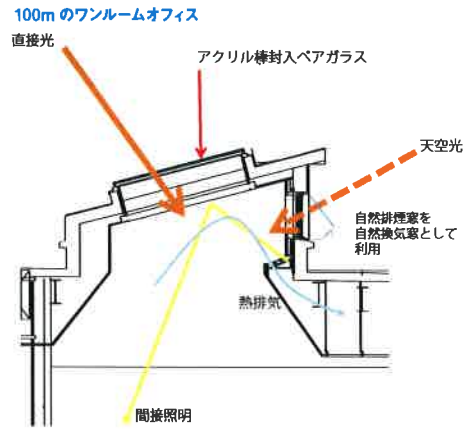 100m のワンルームオフィス
直接光
アクリル棒封入ペアガラス
天空光
自然排煙窓を
自然換気窓として
利用
熱排気
間接照明